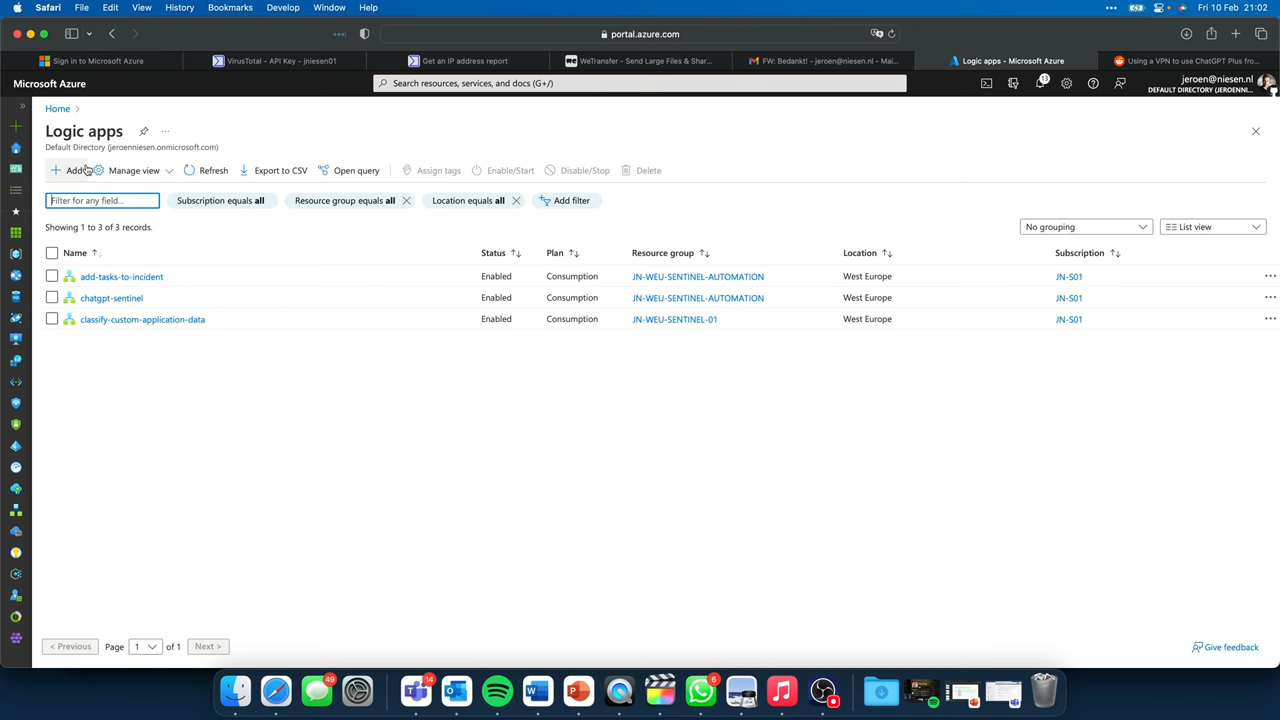 Safari File Edit View History Bookmarks Develop Window Help Fri 10 Feb 21:02
portal.azure.com
Sign in to Microsoft Azure VirusTotal - API Key - jniesen01 Get an IP address report WeTransfer - Send Large Files & Shar... FW: Bedankt! - jeroen@niesen.nl - Mai... Logic apps - Microsoft Azure Using a VPN to use ChatGPT Plus fro...
Microsoft Azure Search resources, services, and docs (G+/) 13 jeroen@niesen.nl
DEFAULT DIRECTORY (JEROENNI...
Home >
Logic apps ...
Default Directory (jeroenniesen.onmicrosoft.com)
Add Manage view Refresh Export to CSV Open query Assign tags Enable/Start Disable/Stop Delete
Filter for any field... Subscription equals all Resource group equals all Location equals all Add filter
Showing 1 to 3 of 3 records. No grouping List view
Name Status Plan Resource group Location Subscription
add-tasks-to-incident Enabled Consumption JN-WEU-SENTINEL-AUTOMATION West Europe JN-S01
chatgpt-sentinel Enabled Consumption JN-WEU-SENTINEL-AUTOMATION West Europe JN-S01
classify-custom-application-data Enabled Consumption JN-WEU-SENTINEL-01 West Europe JN-S01
< Previous Page 1 of 1 Next > Give feedback
49 14 6